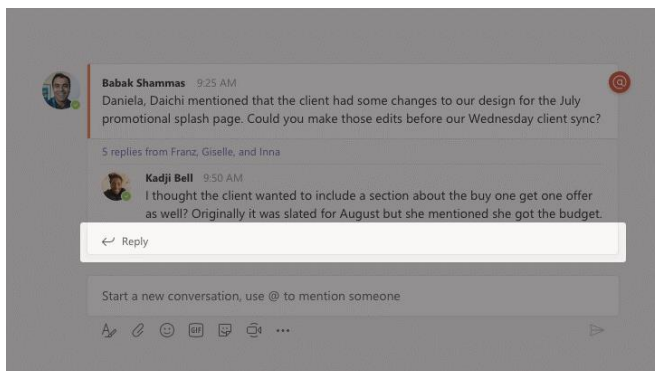 Babak Shammas 9:25 AM
@
Daniela, Daichi mentioned that the client had some changes to our design for the July
promotional splash page. Could you make those edits before our Wednesday client sync?
5 replies from Franz, Giselle, and Inna
Kadji Bell 9:50 AM
I thought the client wanted to include a section about the buy one get one offer
as well? Originally it was slated for August but she mentioned she got the budget.
Reply
Start a new conversation, use @ to mention someone
GIF